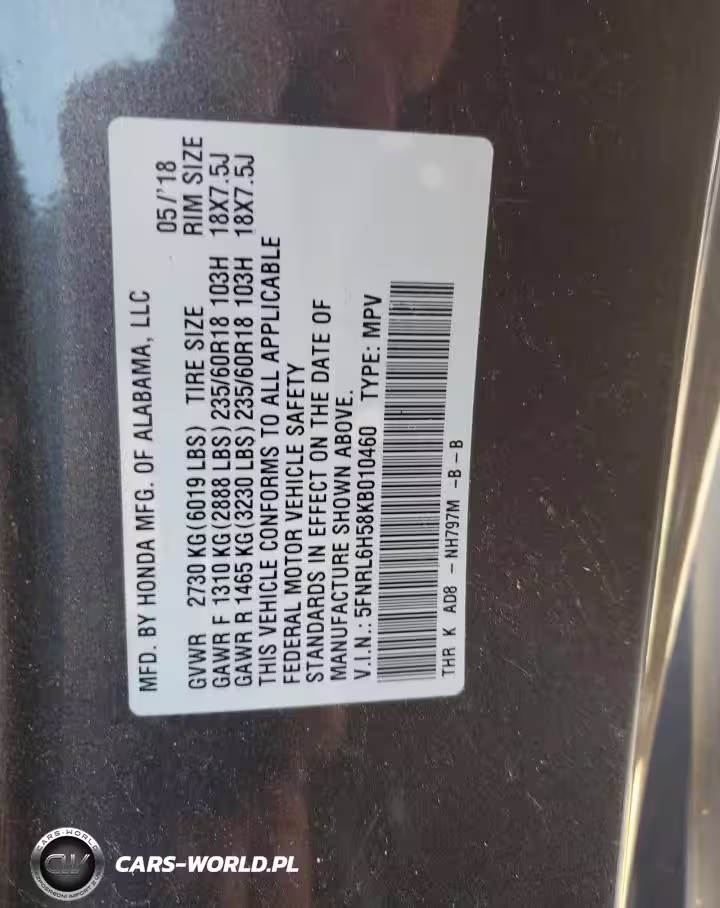 MFD. BY HONDA MFG. OF ALABAMA, LLC 05/'18
GVWR 2730 KG(6019 LBS) TIRE SIZE RIM SIZE
GAWR F 1310 KG(2888 LBS)235/60R18 103H 18X7.5J
GAWR R 1465 KG(3230 LBS)235/60R18 103H 18X7.5J
THIS VEHICLE CONFORMS TO ALL APPLICABLE
FEDERAL MOTOR VEHICLE SAFETY
STANDARDS IN EFFECT ON THE DATE OF
MANUFACTURE SHOWN ABOVE.
V.I.N.:5FNRL6H58KB010460 TYPE: MPV
THR K AD8 -NH797M -B-B
CARS-WORLD
CW
CARS-WORLD.PL